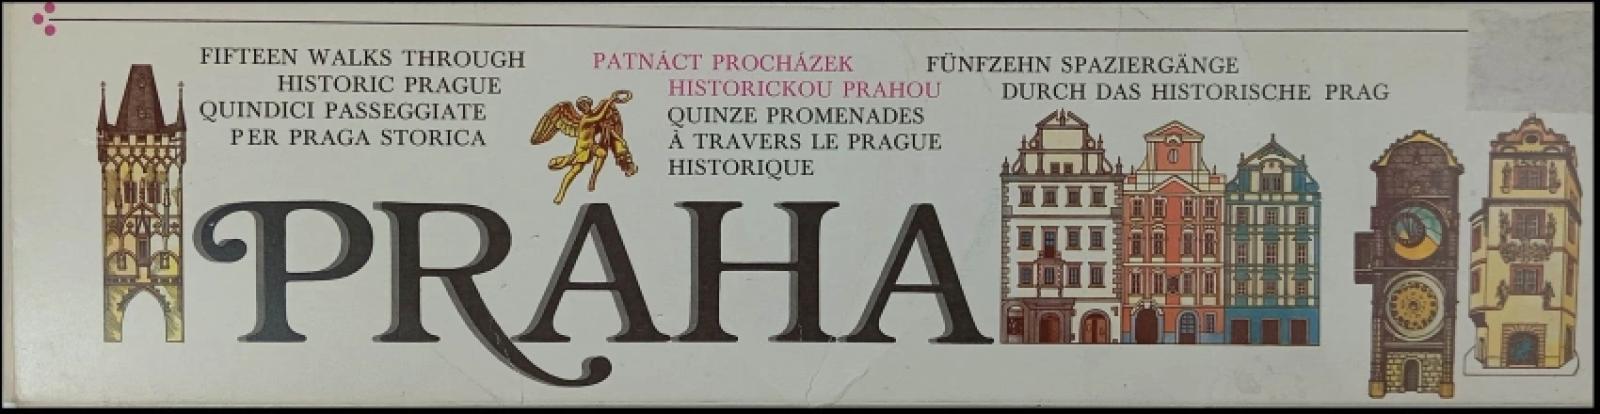 FIFTEEN WALKS THROUGH
HISTORIC PRAGUE
QUINDICI PASSEGGIATE
PER PRAGA STORICA
PATNÁCT PROCHÁZEK
HISTORICKOU PRAHOU
QUINZE PROMENADES
À TRAVERS LE PRAGUE
HISTORIQUE
FÜNFZEHN SPAZIERGÄNGE
DURCH DAS HISTORISCHE PRAG
PRAHA